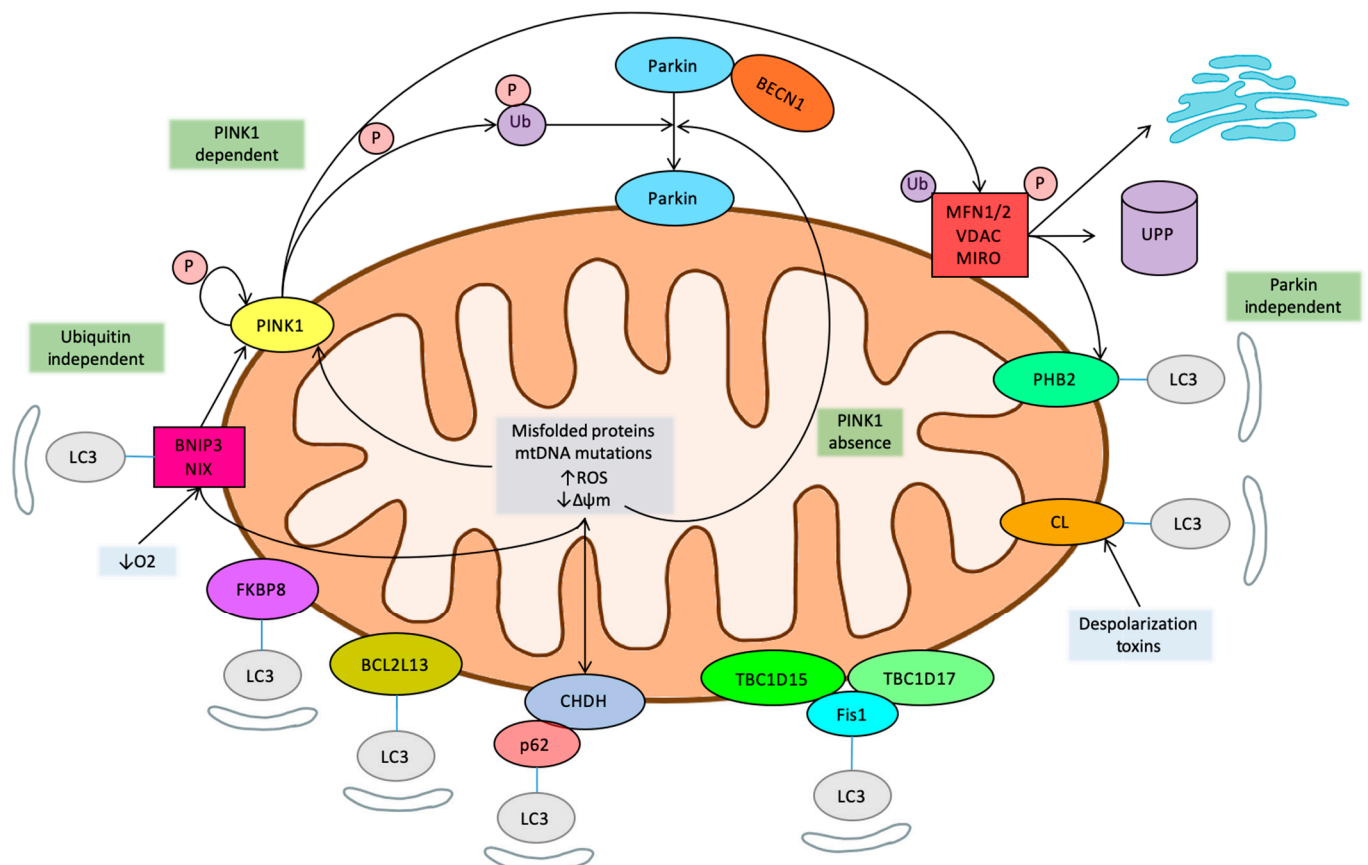 Parkin
BECN1
P
Ub
P
PINK1
dependent
Parkin
Ub
P
MFN1/2
VDAC
MIRO
UPP
P
PINK1
Parkin
independent
Ubiquitin
independent
PHB2
LC3
LC3
BNIP3
NIX
Misfolded proteins
mtDNA mutations
↑ROS
↓Δψm
PINK1
absence
CL
LC3
↓O2
FKBP8
LC3
Despolarization
toxins
BCL2L13
LC3
CHDH
p62
LC3
TBC1D15
TBC1D17
Fis1
LC3